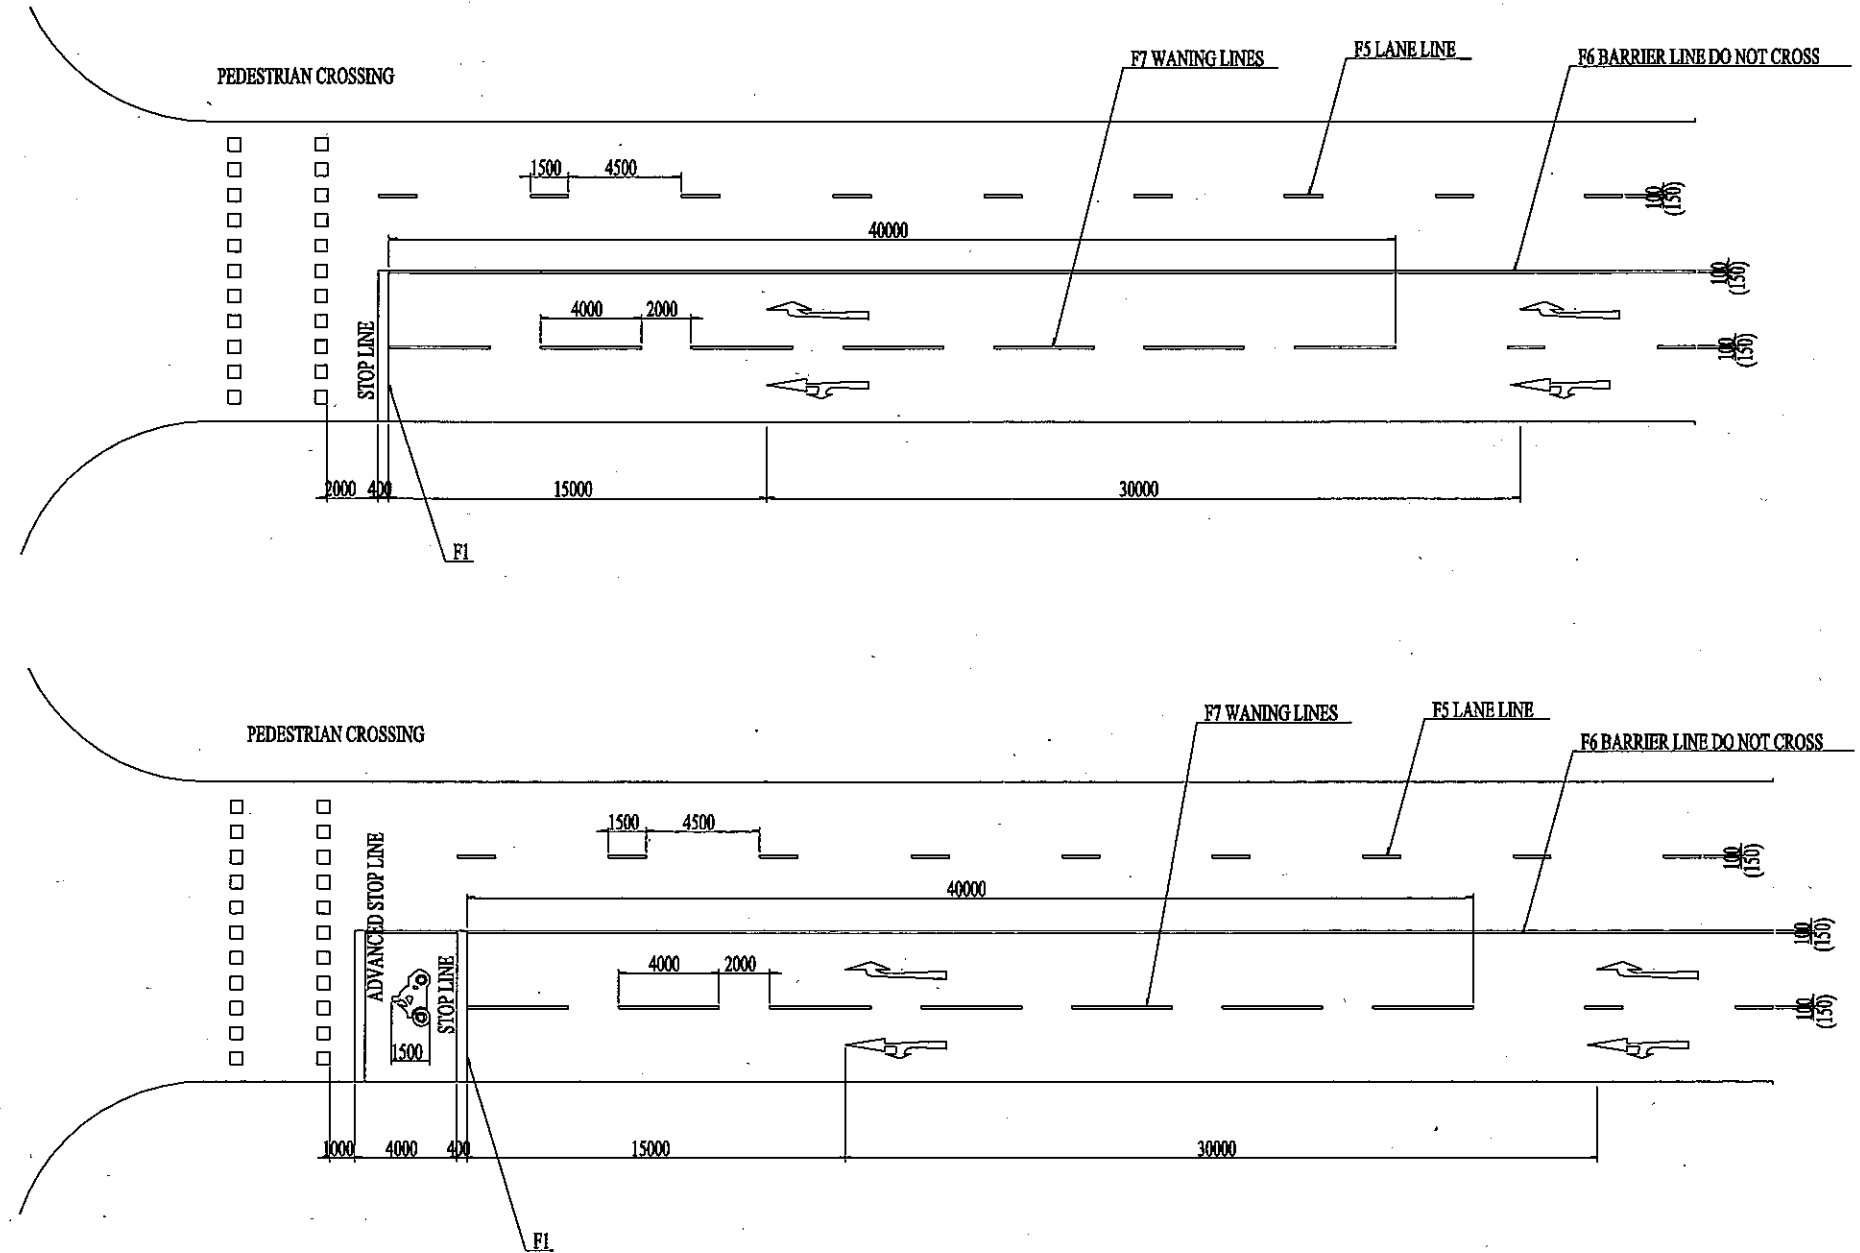 F7 WANING LINES
F5 LANE LINE
F6 BARRIER LINE DO NOT CROSS
PEDESTRIAN CROSSING
1500 4500
100
(150)
40000
100
(150)
4000 2000
STOP LINE
100
(150)
2000 400 15000 30000
F1
F7 WANING LINES
F5 LANE LINE
PEDESTRIAN CROSSING
F6 BARRIER LINE DO NOT CROSS
1500 4500
100
(150)
40000
ADVANCED STOP LINE
100
(150)
4000 2000
STOP LINE
100
(150)
1500
1000 4000 400 15000 30000
F1